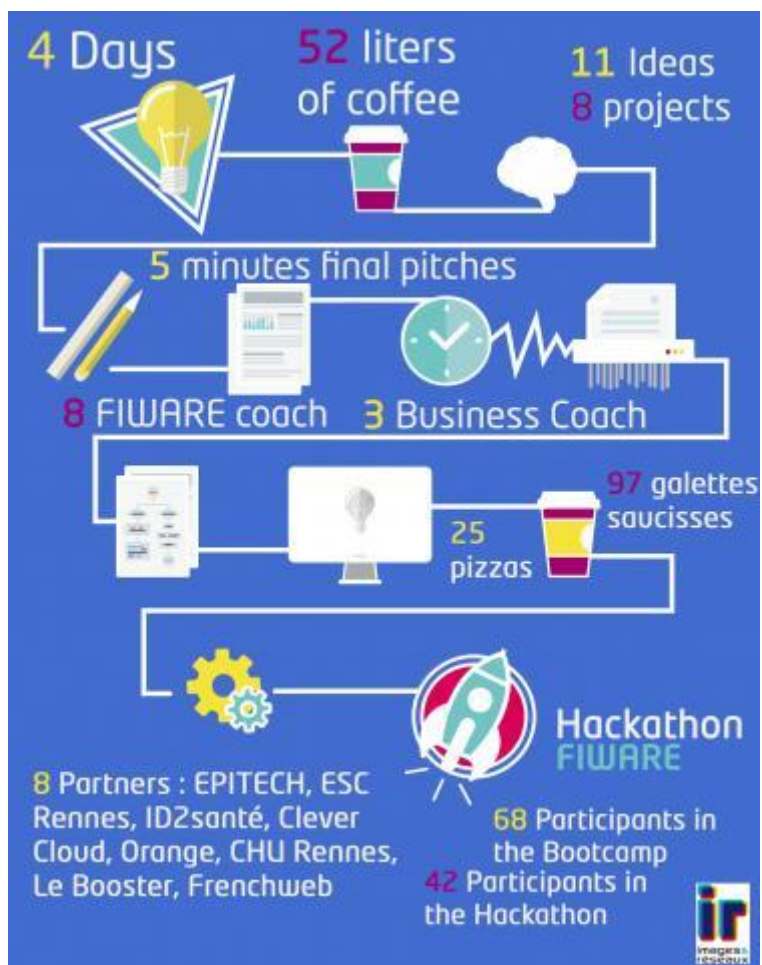 4 Days
52 liters
of coffee
11 Ideas
8 projects
5 minutes final pitches
8 FIWARE coach
3 Business Coach
97 galettes
saucisses
25
pizzas
Hackathon
FIWARE
8 Partners : EPITECH, ESC
Rennes, ID2santé, Clever
Cloud, Orange, CHU Rennes,
Le Booster, Frenchweb
68 Participants in
the Bootcamp
42 Participants in
the Hackathon
ir
images&
réseaux